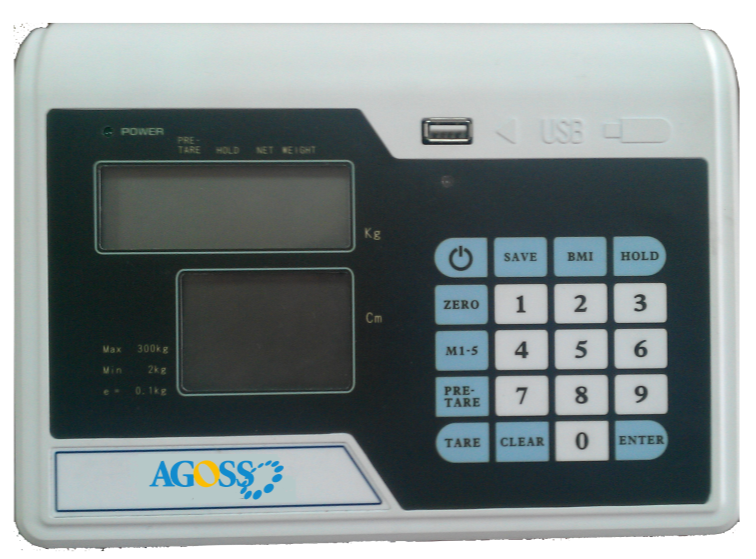 POWER
PRE-
TARE HOLD NET WEIGHT
USB
Kg
SAVE BMI HOLD
Cm
ZERO 1 2 3
Max 300kg
M1-5 4 5 6
Min 2kg
e = 0.1kg
PRE-
TARE 7 8 9
TARE CLEAR 0 ENTER
AGOSS